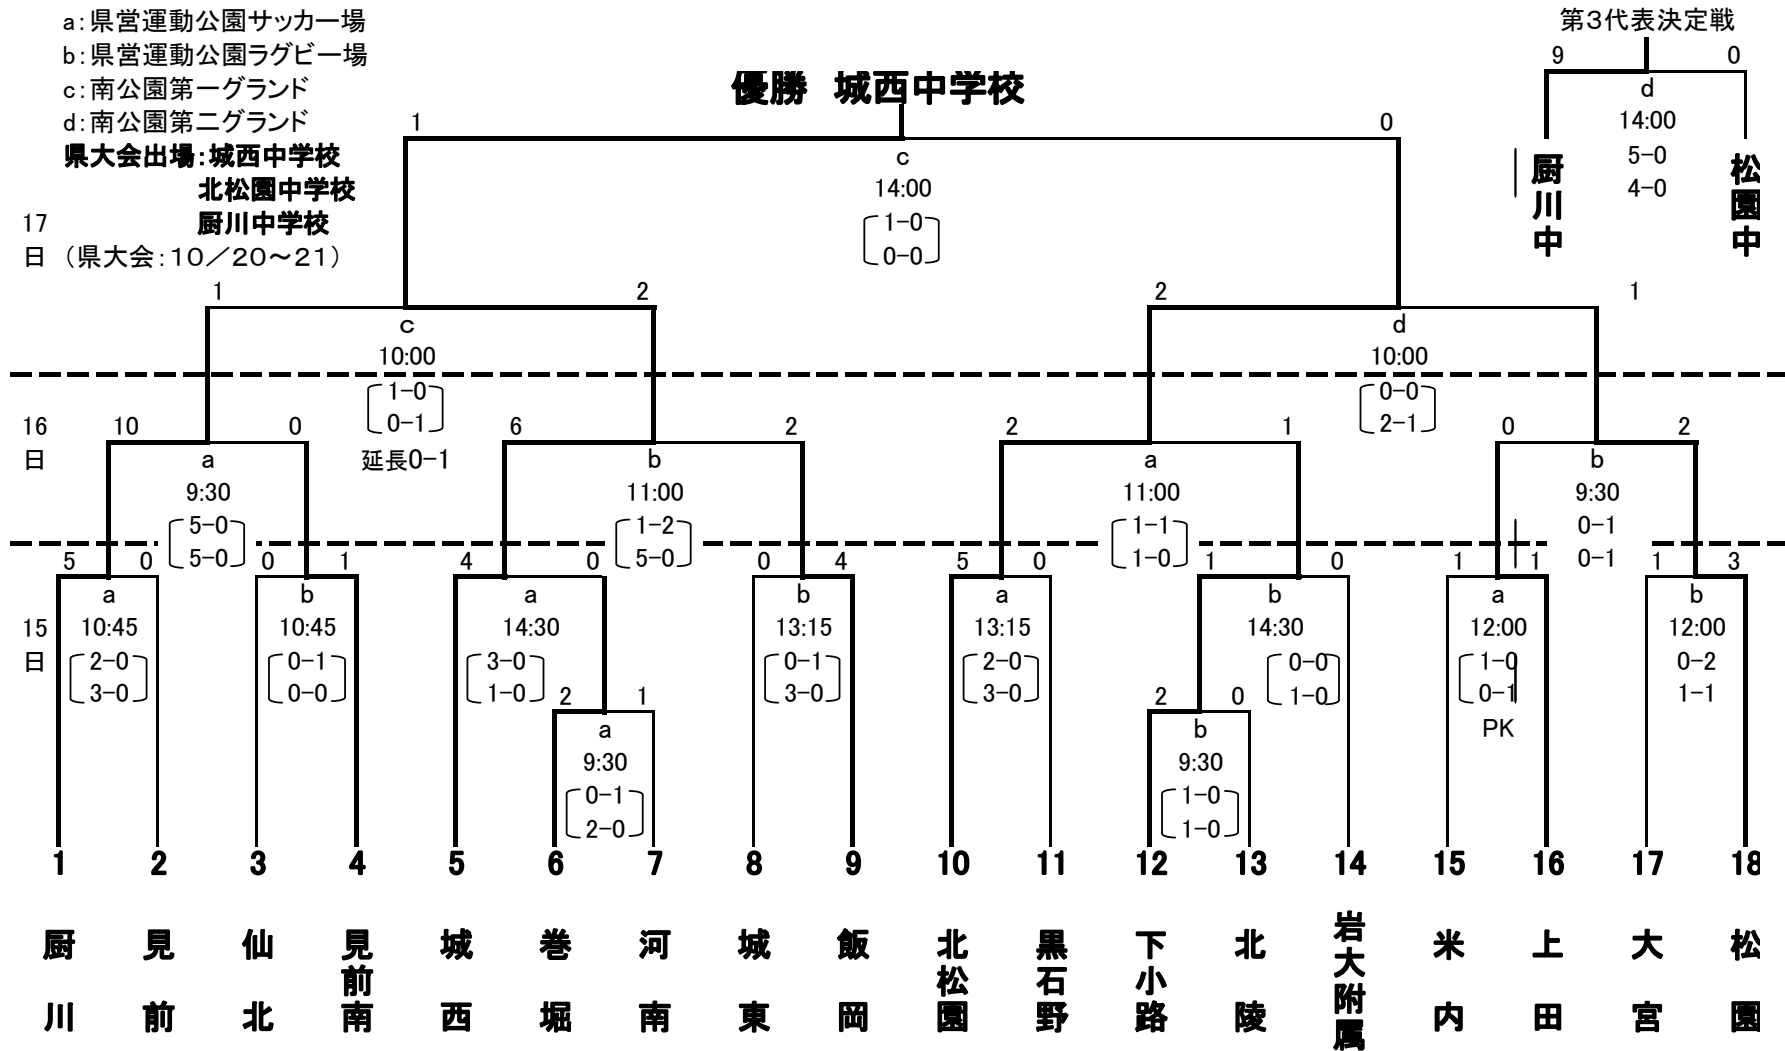 a：県営運動公園サッカー場
b：県営運動公園ラグビー場
c：南公園第一グランド
d：南公園第二グランド
県大会出場：城西中学校
北松園中学校
厨川中学校
（県大会：１０／２０～２１）
優勝　城西中学校
第３代表決定戦
9 0
d
14:00
5-0
4-0
厨川中
松園中
1 0
c
14:00
1-0
0-0
17日
1 2 2 1
c d
10:00 10:00
1-0 0-0
0-1 2-1
延長0-1
16日
10 0 6 2 2 1 0 2
a b a b
9:30 11:00 11:00 9:30
5-0 1-2 1-1 0-1
5-0 5-0 1-0 0-1
15日
5 0 0 1 4 0 0 4 5 0 1 0 1 1 1 3
a b a b a b a b
10:45 10:45 14:30 13:15 13:15 14:30 12:00 12:00
2-0 0-1 3-0 0-1 2-0 0-0 1-0 0-2
3-0 0-0 1-0 3-0 3-0 1-0 0-1 1-1
PK
2 1 2 0
a b
9:30 9:30
0-1 1-0
2-0 1-0
1 2 3 4 5 6 7 8 9 10 11 12 13 14 15 16 17 18
厨川
見前
仙北
見前南
城西
巻堀
河南
城東
飯岡
北松園
黒石野
下小路
北陵
岩大附属
米内
上田
大宮
松園